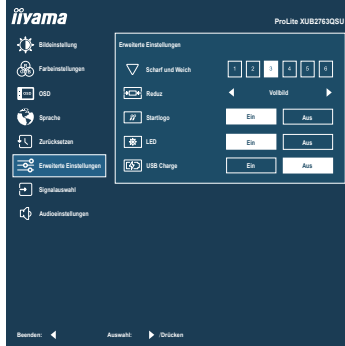 iiyama
ProLite XUB2763QSU
Bildeinstellung
Farbeinstellungen
OSD
OSD
Sprache
Zurücksetzen
Erweiterte Einstellungen
Signalauswahl
Audioeinstellungen
Erweiterte Einstellungen
Scharf und Weich 1 2 3 4 5 6
Reduz Vollbild
Startlogo Ein Aus
LED Ein Aus
USB Charge Ein Aus
Beenden: Auswahl: /Drücken